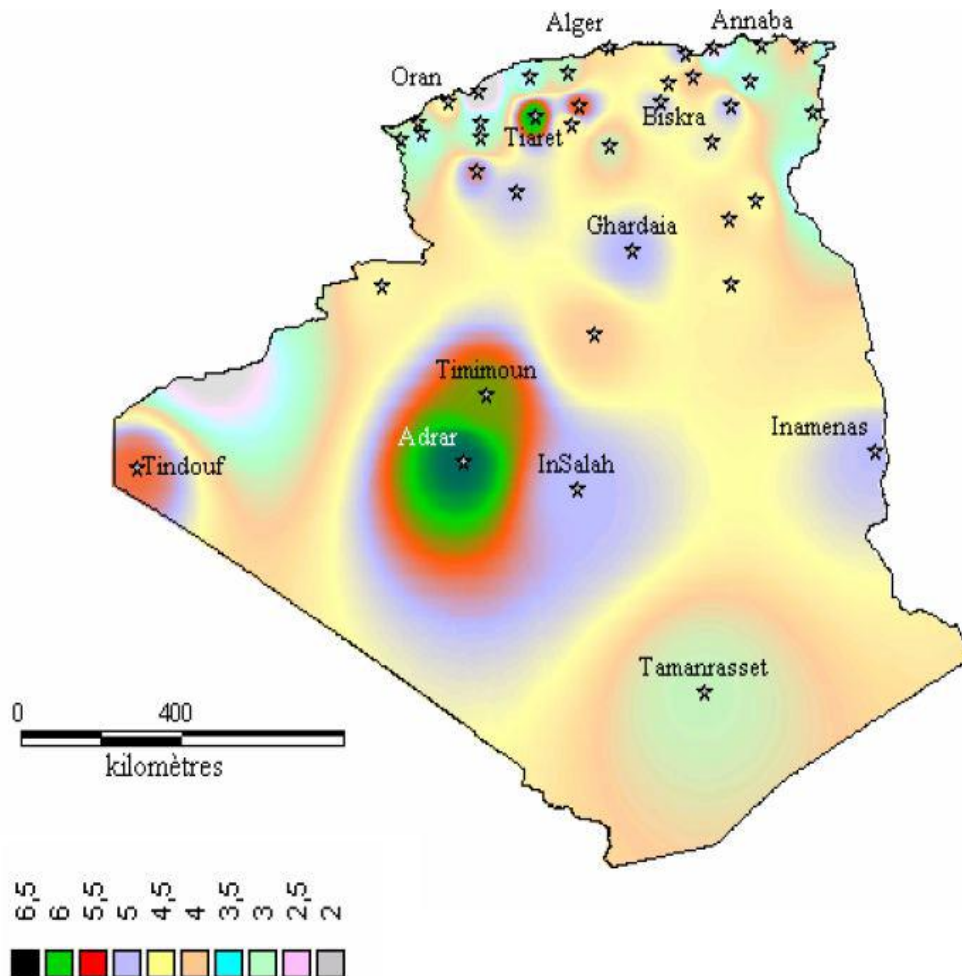 Alger
Annaba
Oran
Biskra
Tiaret
Ghardaia
Timimoun
Adrar
Inamenas
Tindouf
InSalah
Tamanrasset
0 400
kilomètres
6,5 6 5,5 5 4,5 4 3,5 3 2,5 2